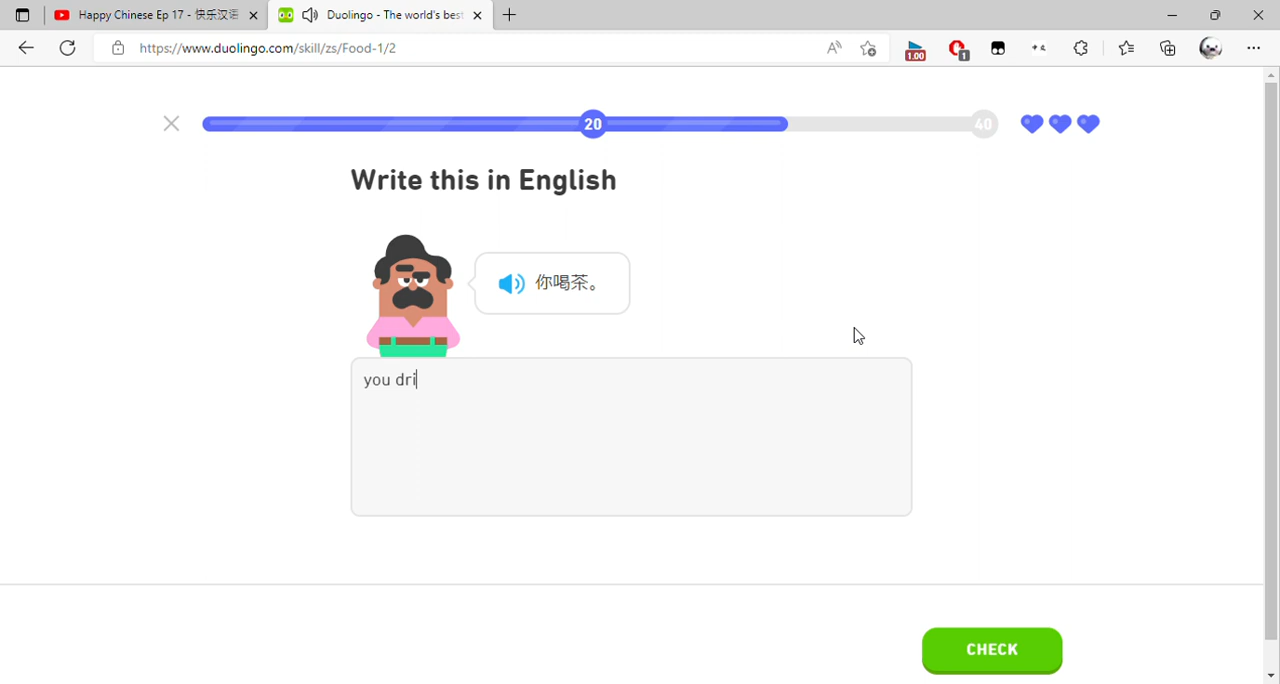 Happy Chinese Ep 17 - 快乐汉语
Duolingo - The world's best
https://www.duolingo.com/skill/zs/Food-1/2
1.00
1
20
40
Write this in English
你喝茶。
you dri
CHECK